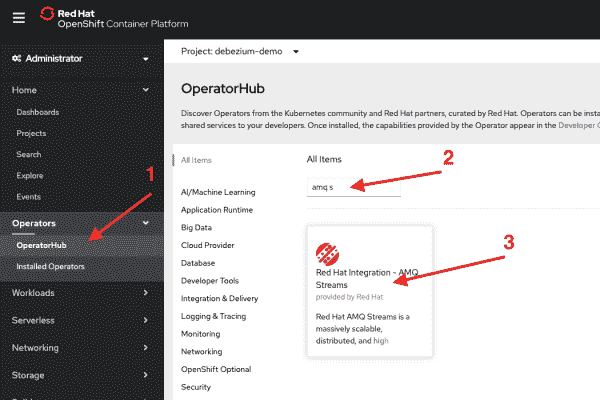 Red Hat
OpenShift Container Platform
Project: debezium-demo
Administrator
Home
Dashboards
Projects
Search
Explore
Events
Operators
OperatorHub
Installed Operators
Workloads
Serverless
Networking
Storage
1
OperatorHub
Discover Operators from the Kubernetes community and Red Hat partners, curated by Red Hat. Operators can be insta
shared services to your developers. Once installed, the capabilities provided by the Operator appear in the Developer C
All Items
AI/Machine Learning
Application Runtime
Big Data
Cloud Provider
Database
Developer Tools
Integration & Delivery
Logging & Tracing
Monitoring
Networking
OpenShift Optional
Security
All Items
2
amq s
3
Red Hat Integration - AMQ
Streams
provided by Red Hat
Red Hat AMQ Streams is a
massively scalable,
distributed, and high